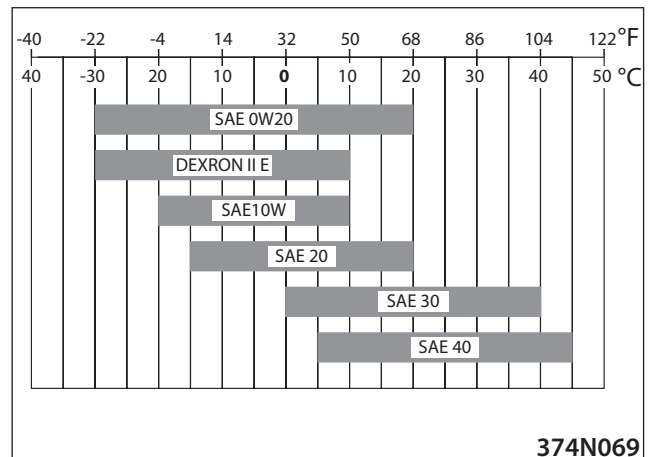 -40 -22 -4 14 32 50 68 86 104 122°F
40 -30 20 10 0 10 20 30 40 50 °C
SAE 0W20
DEXRON II E
SAE10W
SAE 20
SAE 30
SAE 40
374N069